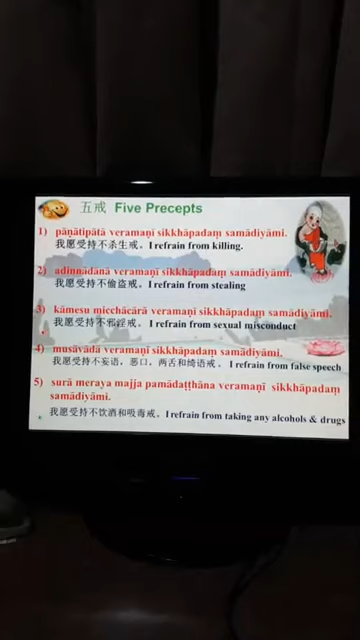 五戒 Five Precepts
1) pāṇātipātā veramaṇī sikkhāpadaṃ samādiyāmi.
我愿受持不杀生戒。I refrain from killing.
2) adinnādānā veramaṇī sikkhāpadaṃ samādiyāmi.
我愿受持不偷盗戒。I refrain from stealing
3) kāmesu micchācārā veramaṇī sikkhāpadaṃ samādiyāmi.
我愿受持不邪淫戒。I refrain from sexual misconduct
4) musāvādā veramaṇī sikkhāpadaṃ samādiyāmi.
我愿受持不妄语，恶口，两舌和绮语戒。I refrain from false speech
5) surā meraya majja pamādaṭṭhāna veramaṇī sikkhāpadaṃ
samādiyāmi.
我愿受持不饮酒和吸毒戒。I refrain from taking any alcohols & drugs